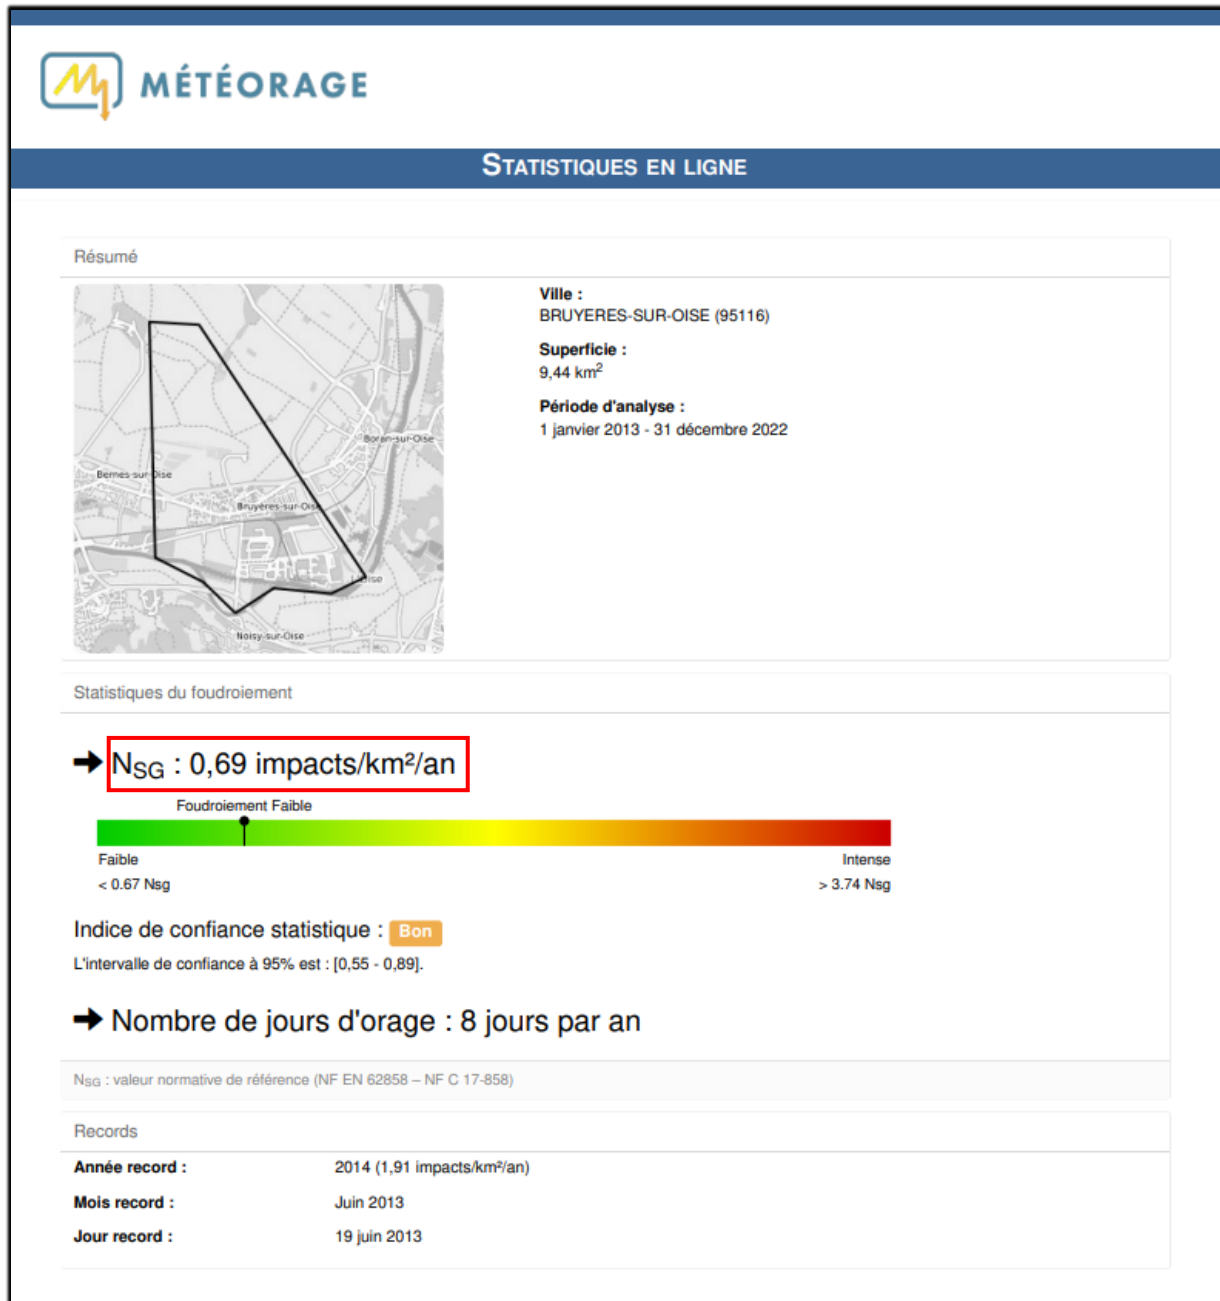 MÉTÉORAGE
STATISTIQUES EN LIGNE
Résumé
Ville :
BRUYERES-SUR-OISE (95116)
Superficie :
9,44 km²
Période d'analyse :
1 janvier 2013 - 31 décembre 2022
Boran-sur-Oise
Bernes-sur-Oise
Bruyères-sur-Oise
L'Oise
Noisy-sur-Oise
Statistiques du foudroiement
➔ NSG : 0,69 impacts/km²/an
Foudroiement Faible
Faible Intense
< 0.67 Nsg > 3.74 Nsg
Indice de confiance statistique : Bon
L'intervalle de confiance à 95% est : [0,55 - 0,89].
➔ Nombre de jours d'orage : 8 jours par an
NSG : valeur normative de référence (NF EN 62858 – NF C 17-858)
Records
Année record : 2014 (1,91 impacts/km²/an)
Mois record : Juin 2013
Jour record : 19 juin 2013